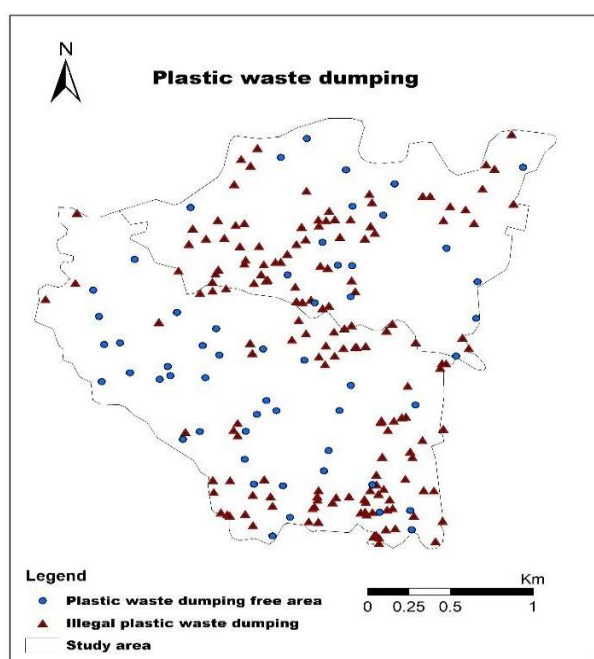 N
Plastic waste dumping
Legend
Plastic waste dumping free area
Illegal plastic waste dumping
Study area
Km
0 0.25 0.5 1